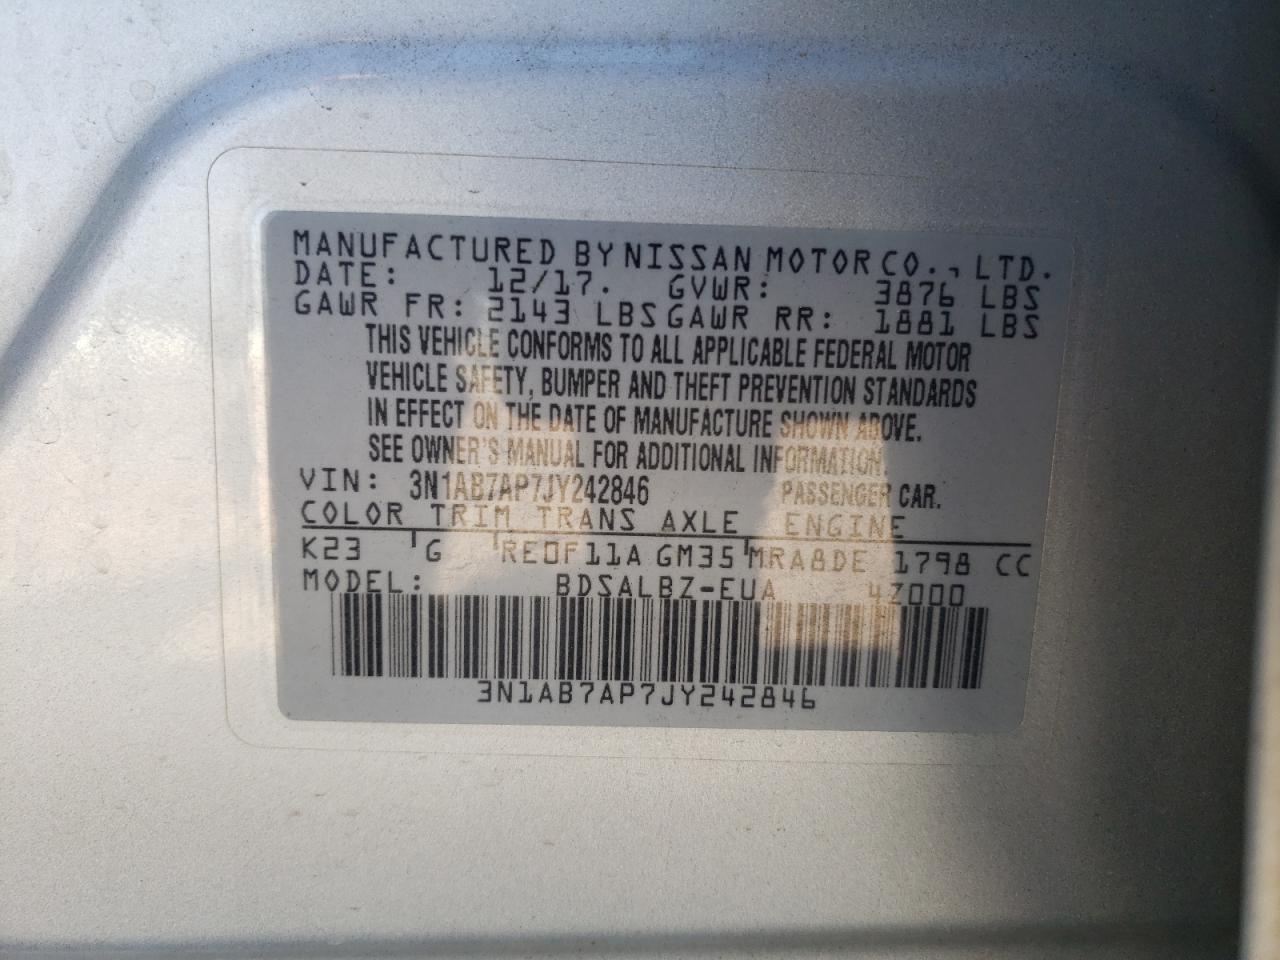 MANUFACTURED BY NISSAN MOTOR CO., LTD.
DATE: 12/17. GVWR: 3876 LBS
GAWR FR: 2143 LBS GAWR RR: 1881 LBS
THIS VEHICLE CONFORMS TO ALL APPLICABLE FEDERAL MOTOR
VEHICLE SAFETY, BUMPER AND THEFT PREVENTION STANDARDS
IN EFFECT ON THE DATE OF MANUFACTURE SHOWN ABOVE.
SEE OWNER'S MANUAL FOR ADDITIONAL INFORMATION.
VIN: 3N1AB7AP7JY242846 PASSENGER CAR.
COLOR TRIM TRANS AXLE ENGINE
K23 G RE0F11A GM35 MRA8DE 1798 CC
MODEL: BDSALBZ-EUA 4Z000
3N1AB7AP7JY242846